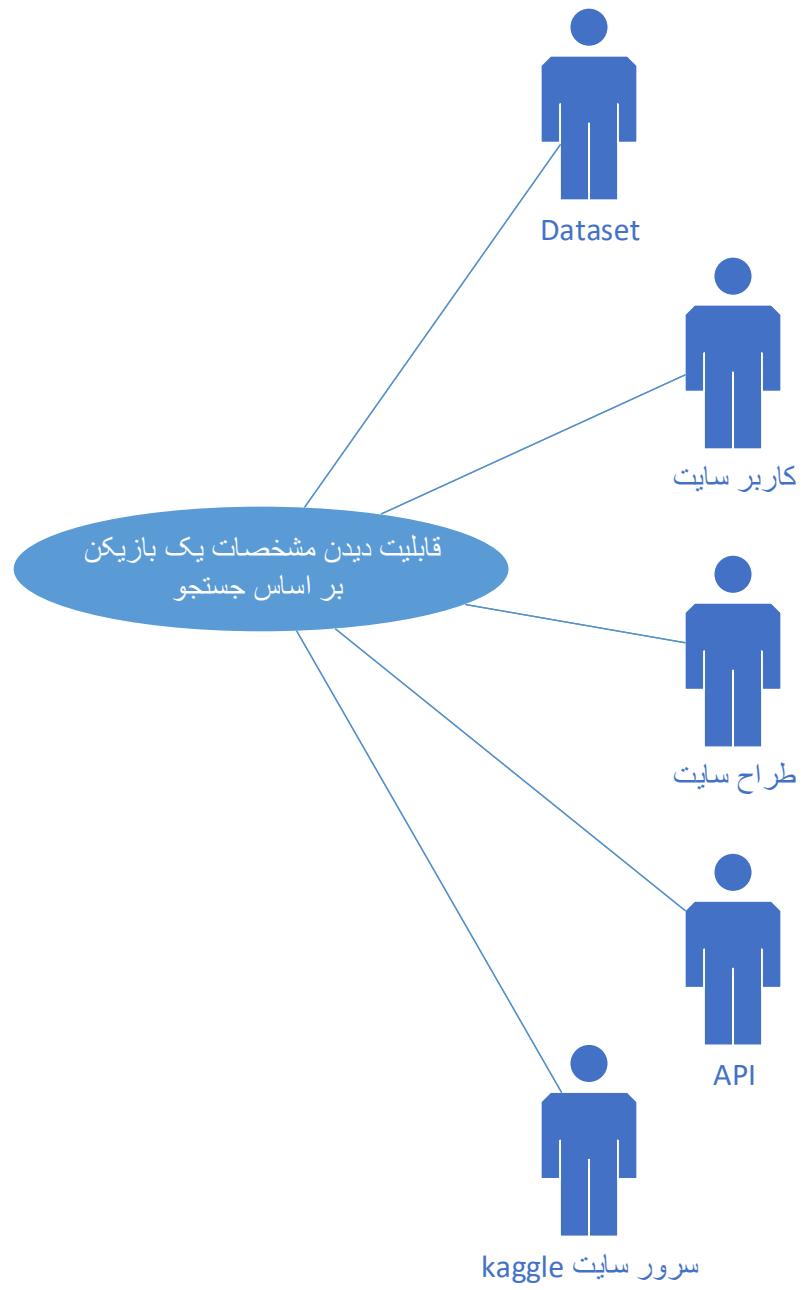 Dataset
کاربر سایت
قابلیت دیدن مشخصات یک بازیکن
بر اساس جستجو
طراح سایت
API
سرور سایت kaggle